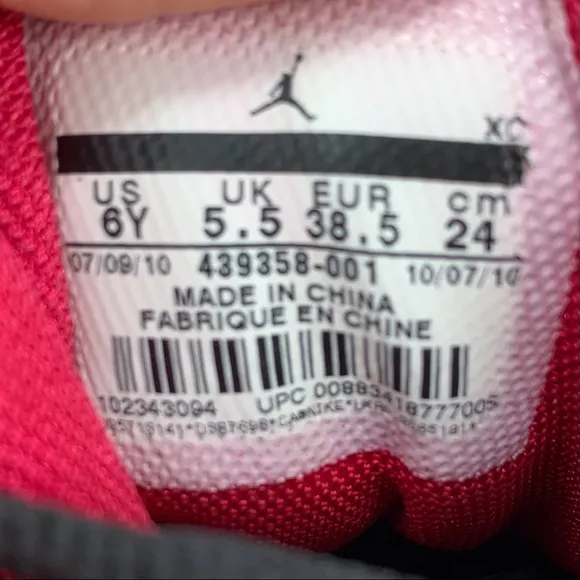 XC
US UK EUR cm
6Y 5.5 38.5 24
07/09/10 439358-001 10/07/10
MADE IN CHINA
FABRIQUE EN CHINE
102343094 UPC 00883418777005